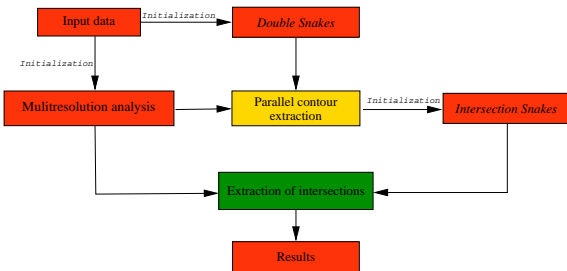 Input data
Initialization
Double Snakes
Initialization
Mulitresolution analysis
Parallel contour
extraction
Initialization
Intersection Snakes
Extraction of intersections
Results